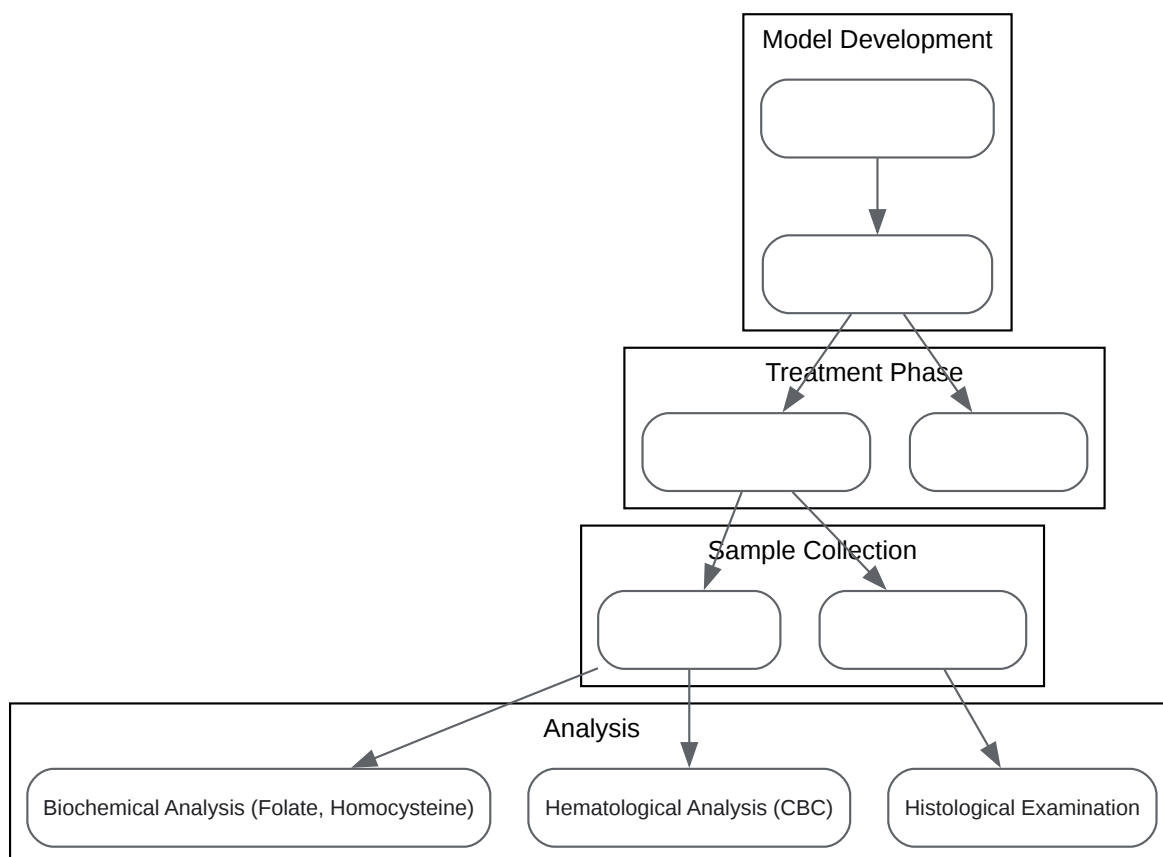 Model Development
Treatment Phase
Sample Collection
Analysis
Biochemical Analysis (Folate, Homocysteine)
Hematological Analysis (CBC)
Histological Examination